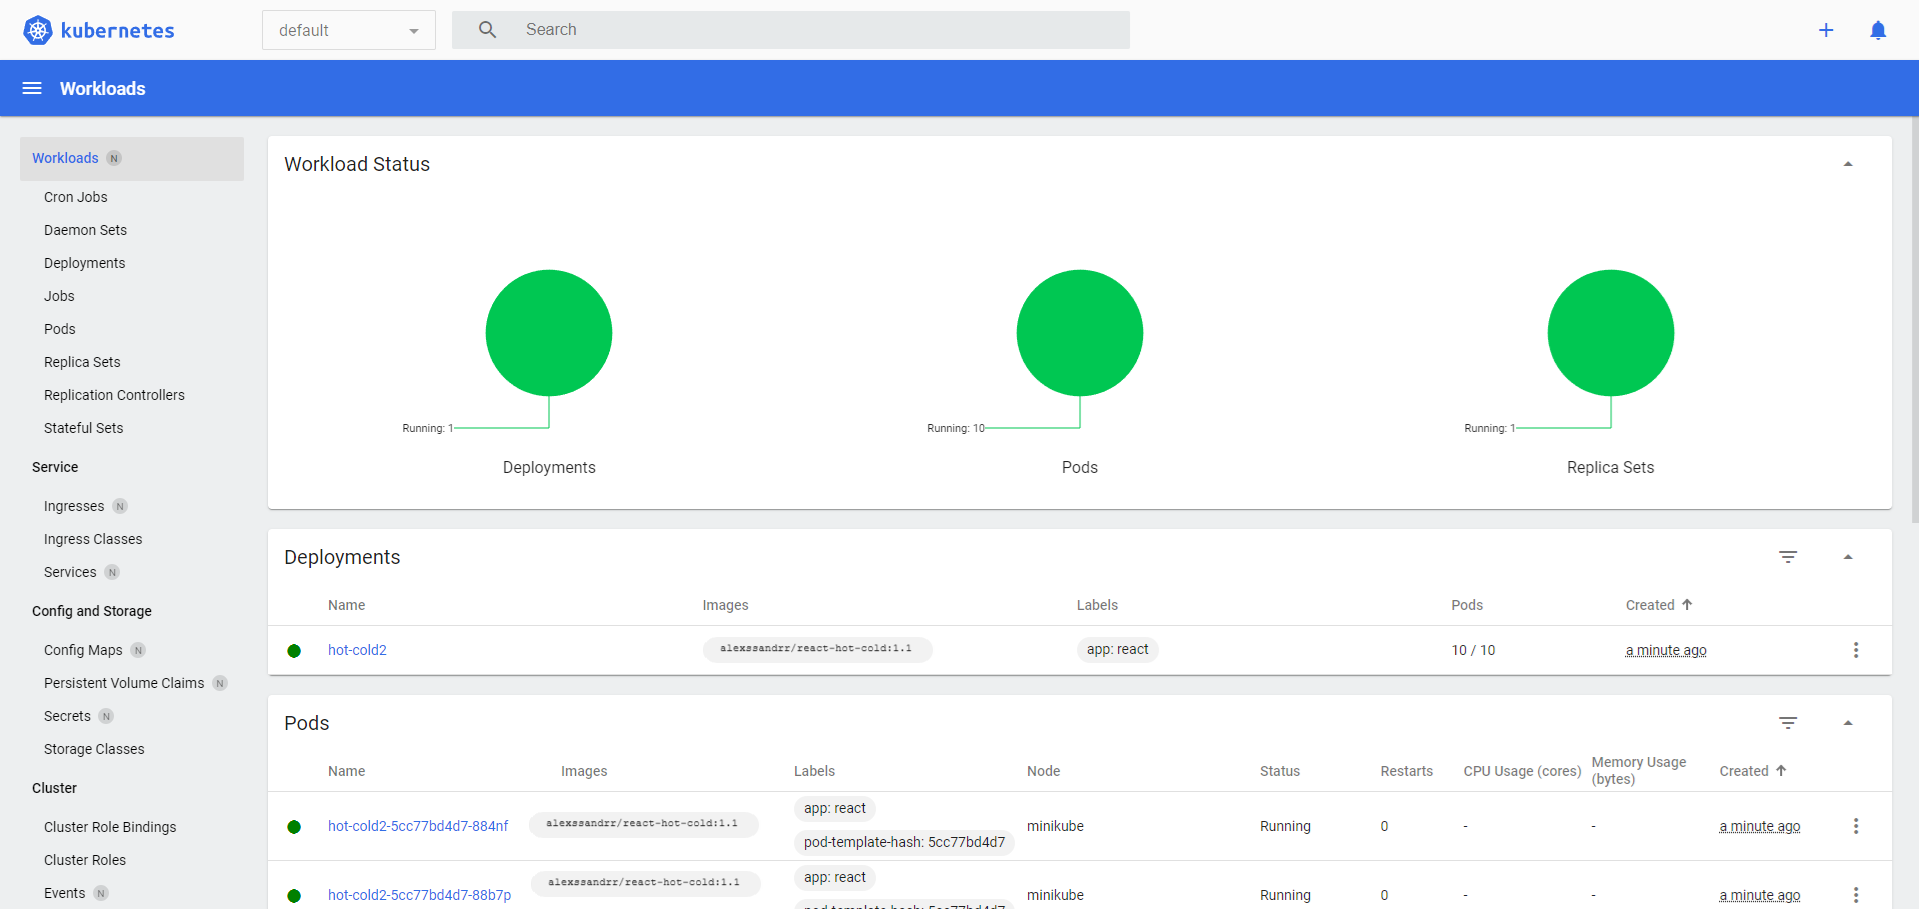 kubernetes
default
Search
Workloads
Workloads N
Cron Jobs
Daemon Sets
Deployments
Jobs
Pods
Replica Sets
Replication Controllers
Stateful Sets
Service
Ingresses N
Ingress Classes
Services N
Config and Storage
Config Maps N
Persistent Volume Claims N
Secrets N
Storage Classes
Cluster
Cluster Role Bindings
Cluster Roles
Events N
Workload Status
Running: 1
Running: 10
Running: 1
Deployments
Pods
Replica Sets
Deployments
Name Images Labels Pods Created
hot-cold2 alexssandrr/react-hot-cold:1.1 app: react 10 / 10 a minute ago
Pods
Name Images Labels Node Status Restarts CPU Usage (cores) Memory Usage (bytes) Created
hot-cold2-5cc77bd4d7-884nf alexssandrr/react-hot-cold:1.1 app: react minikube Running 0 - - a minute ago
pod-template-hash: 5cc77bd4d7
hot-cold2-5cc77bd4d7-88b7p alexssandrr/react-hot-cold:1.1 app: react minikube Running 0 - - a minute ago
pod-template-hash: 5cc77bd4d7